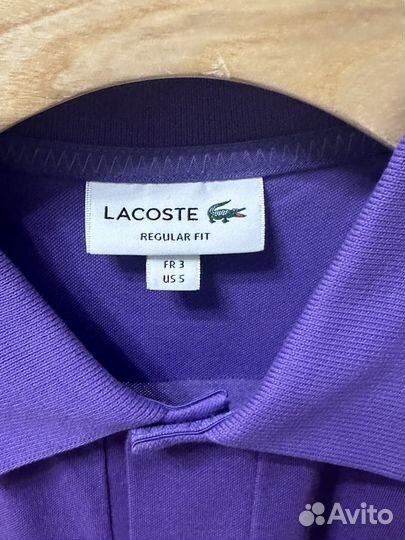 LACOSTE
REGULAR FIT
FR 3
US 5
Avito